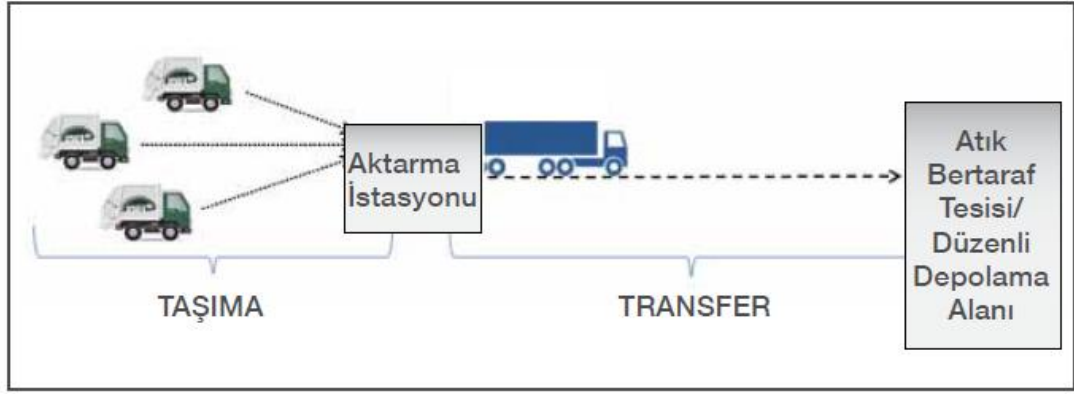 Aktarma
İstasyonu
Atık
Bertaraf
Tesisi/
Düzenli
Depolama
Alanı
TAŞIMA
TRANSFER